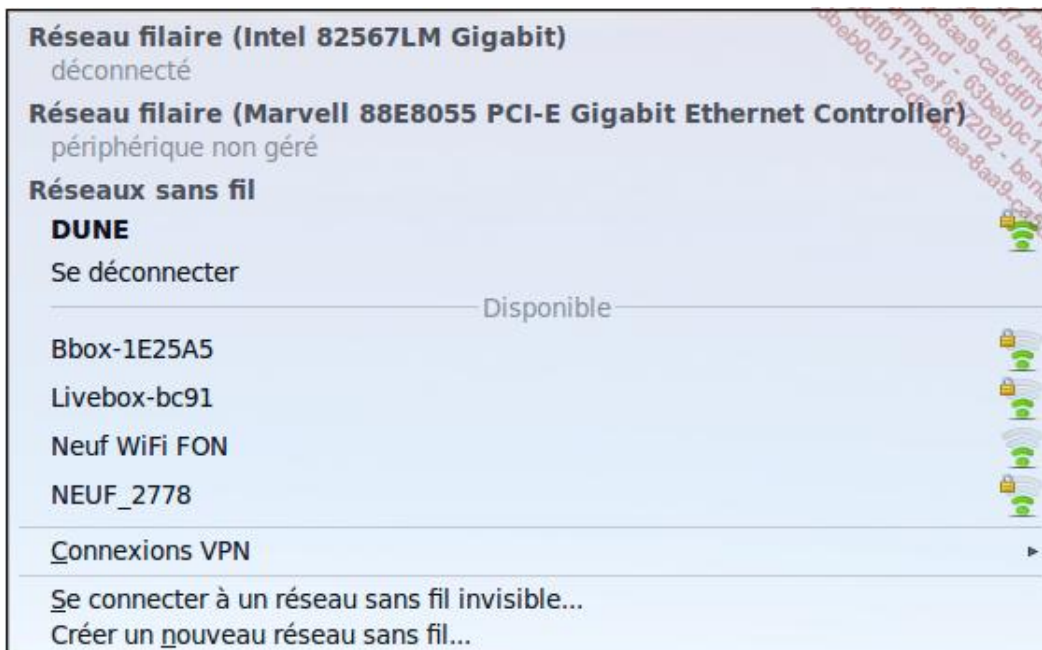 Réseau filaire (Intel 82567LM Gigabit)
déconnecté
Réseau filaire (Marvell 88E8055 PCI-E Gigabit Ethernet Controller)
périphérique non géré
Réseaux sans fil
DUNE
Se déconnecter
Disponible
Bbox-1E25A5
Livebox-bc91
Neuf WiFi FON
NEUF_2778
Connexions VPN
Se connecter à un réseau sans fil invisible...
Créer un nouveau réseau sans fil...